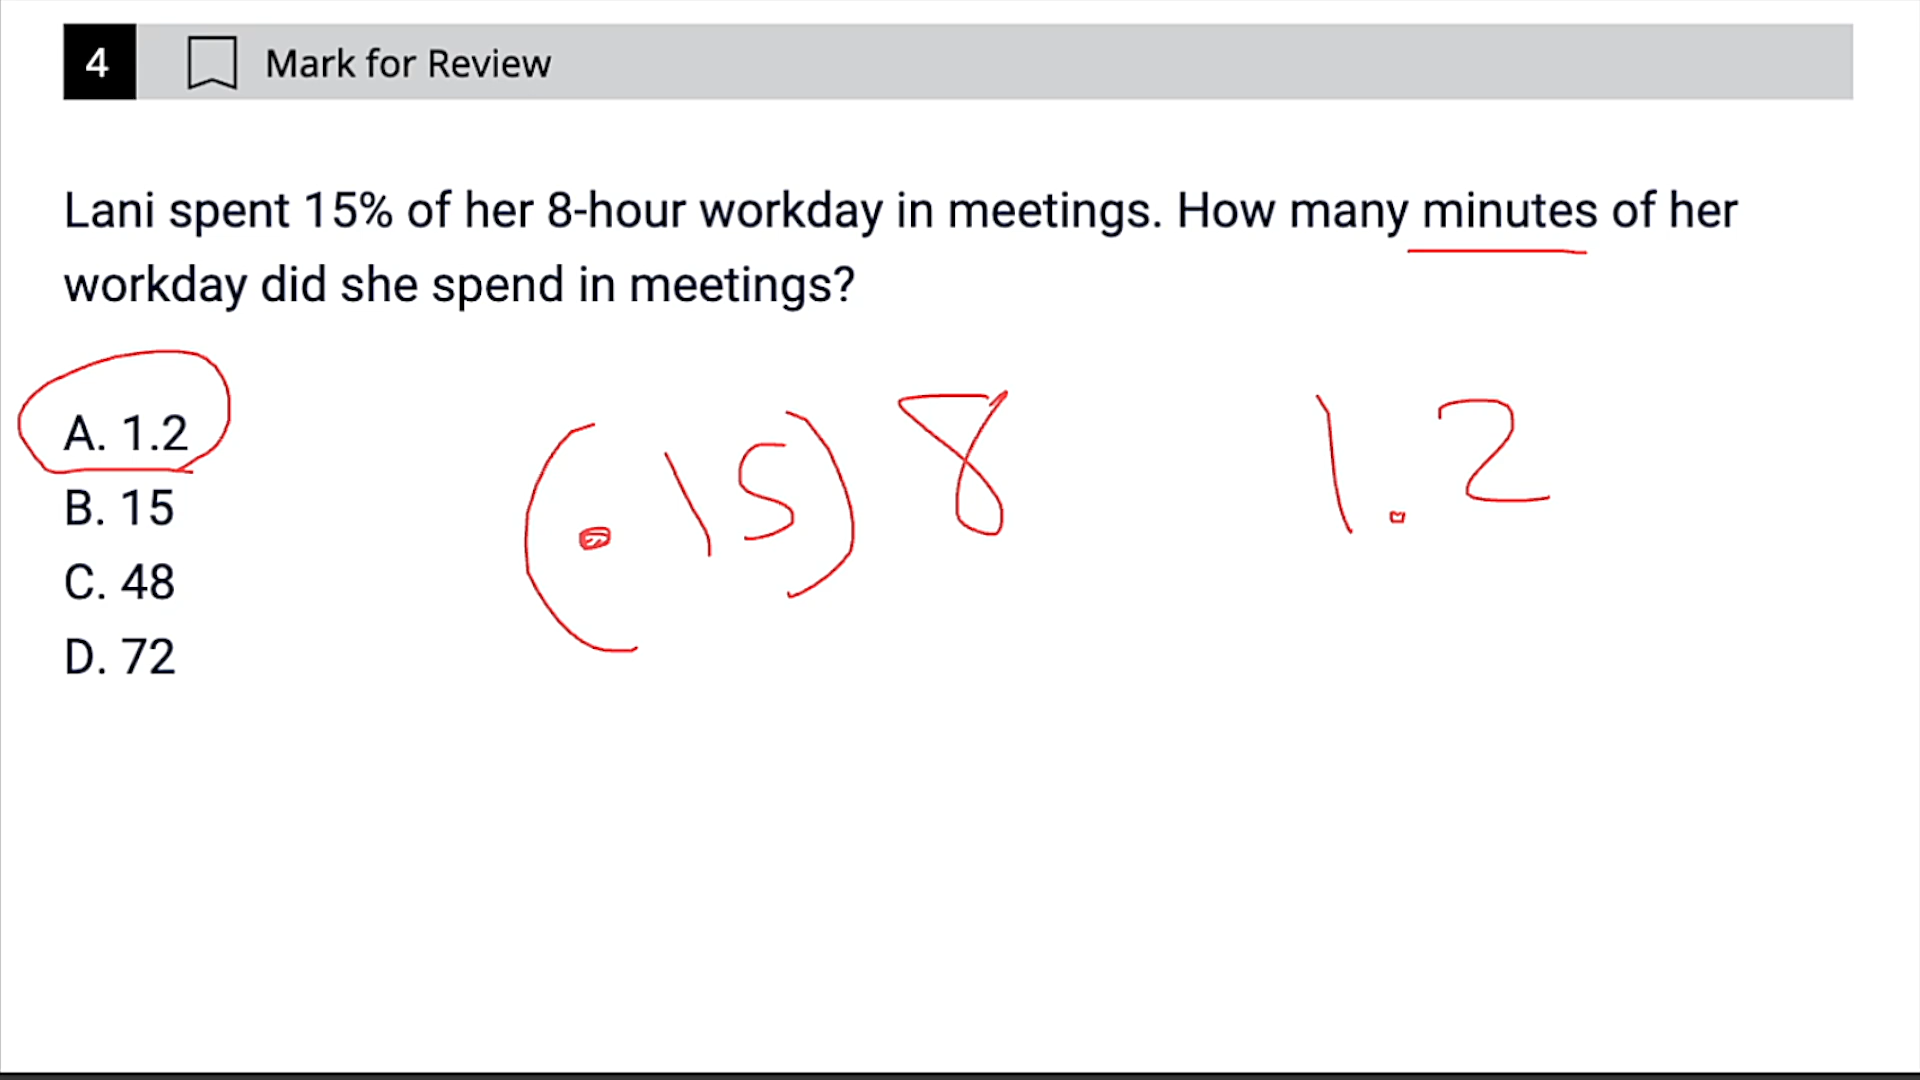 4 Mark for Review
Lani spent 15% of her 8-hour workday in meetings. How many minutes of her
workday did she spend in meetings?
A. 1.2
B. 15
C. 48
D. 72
(.15) 8 1.2